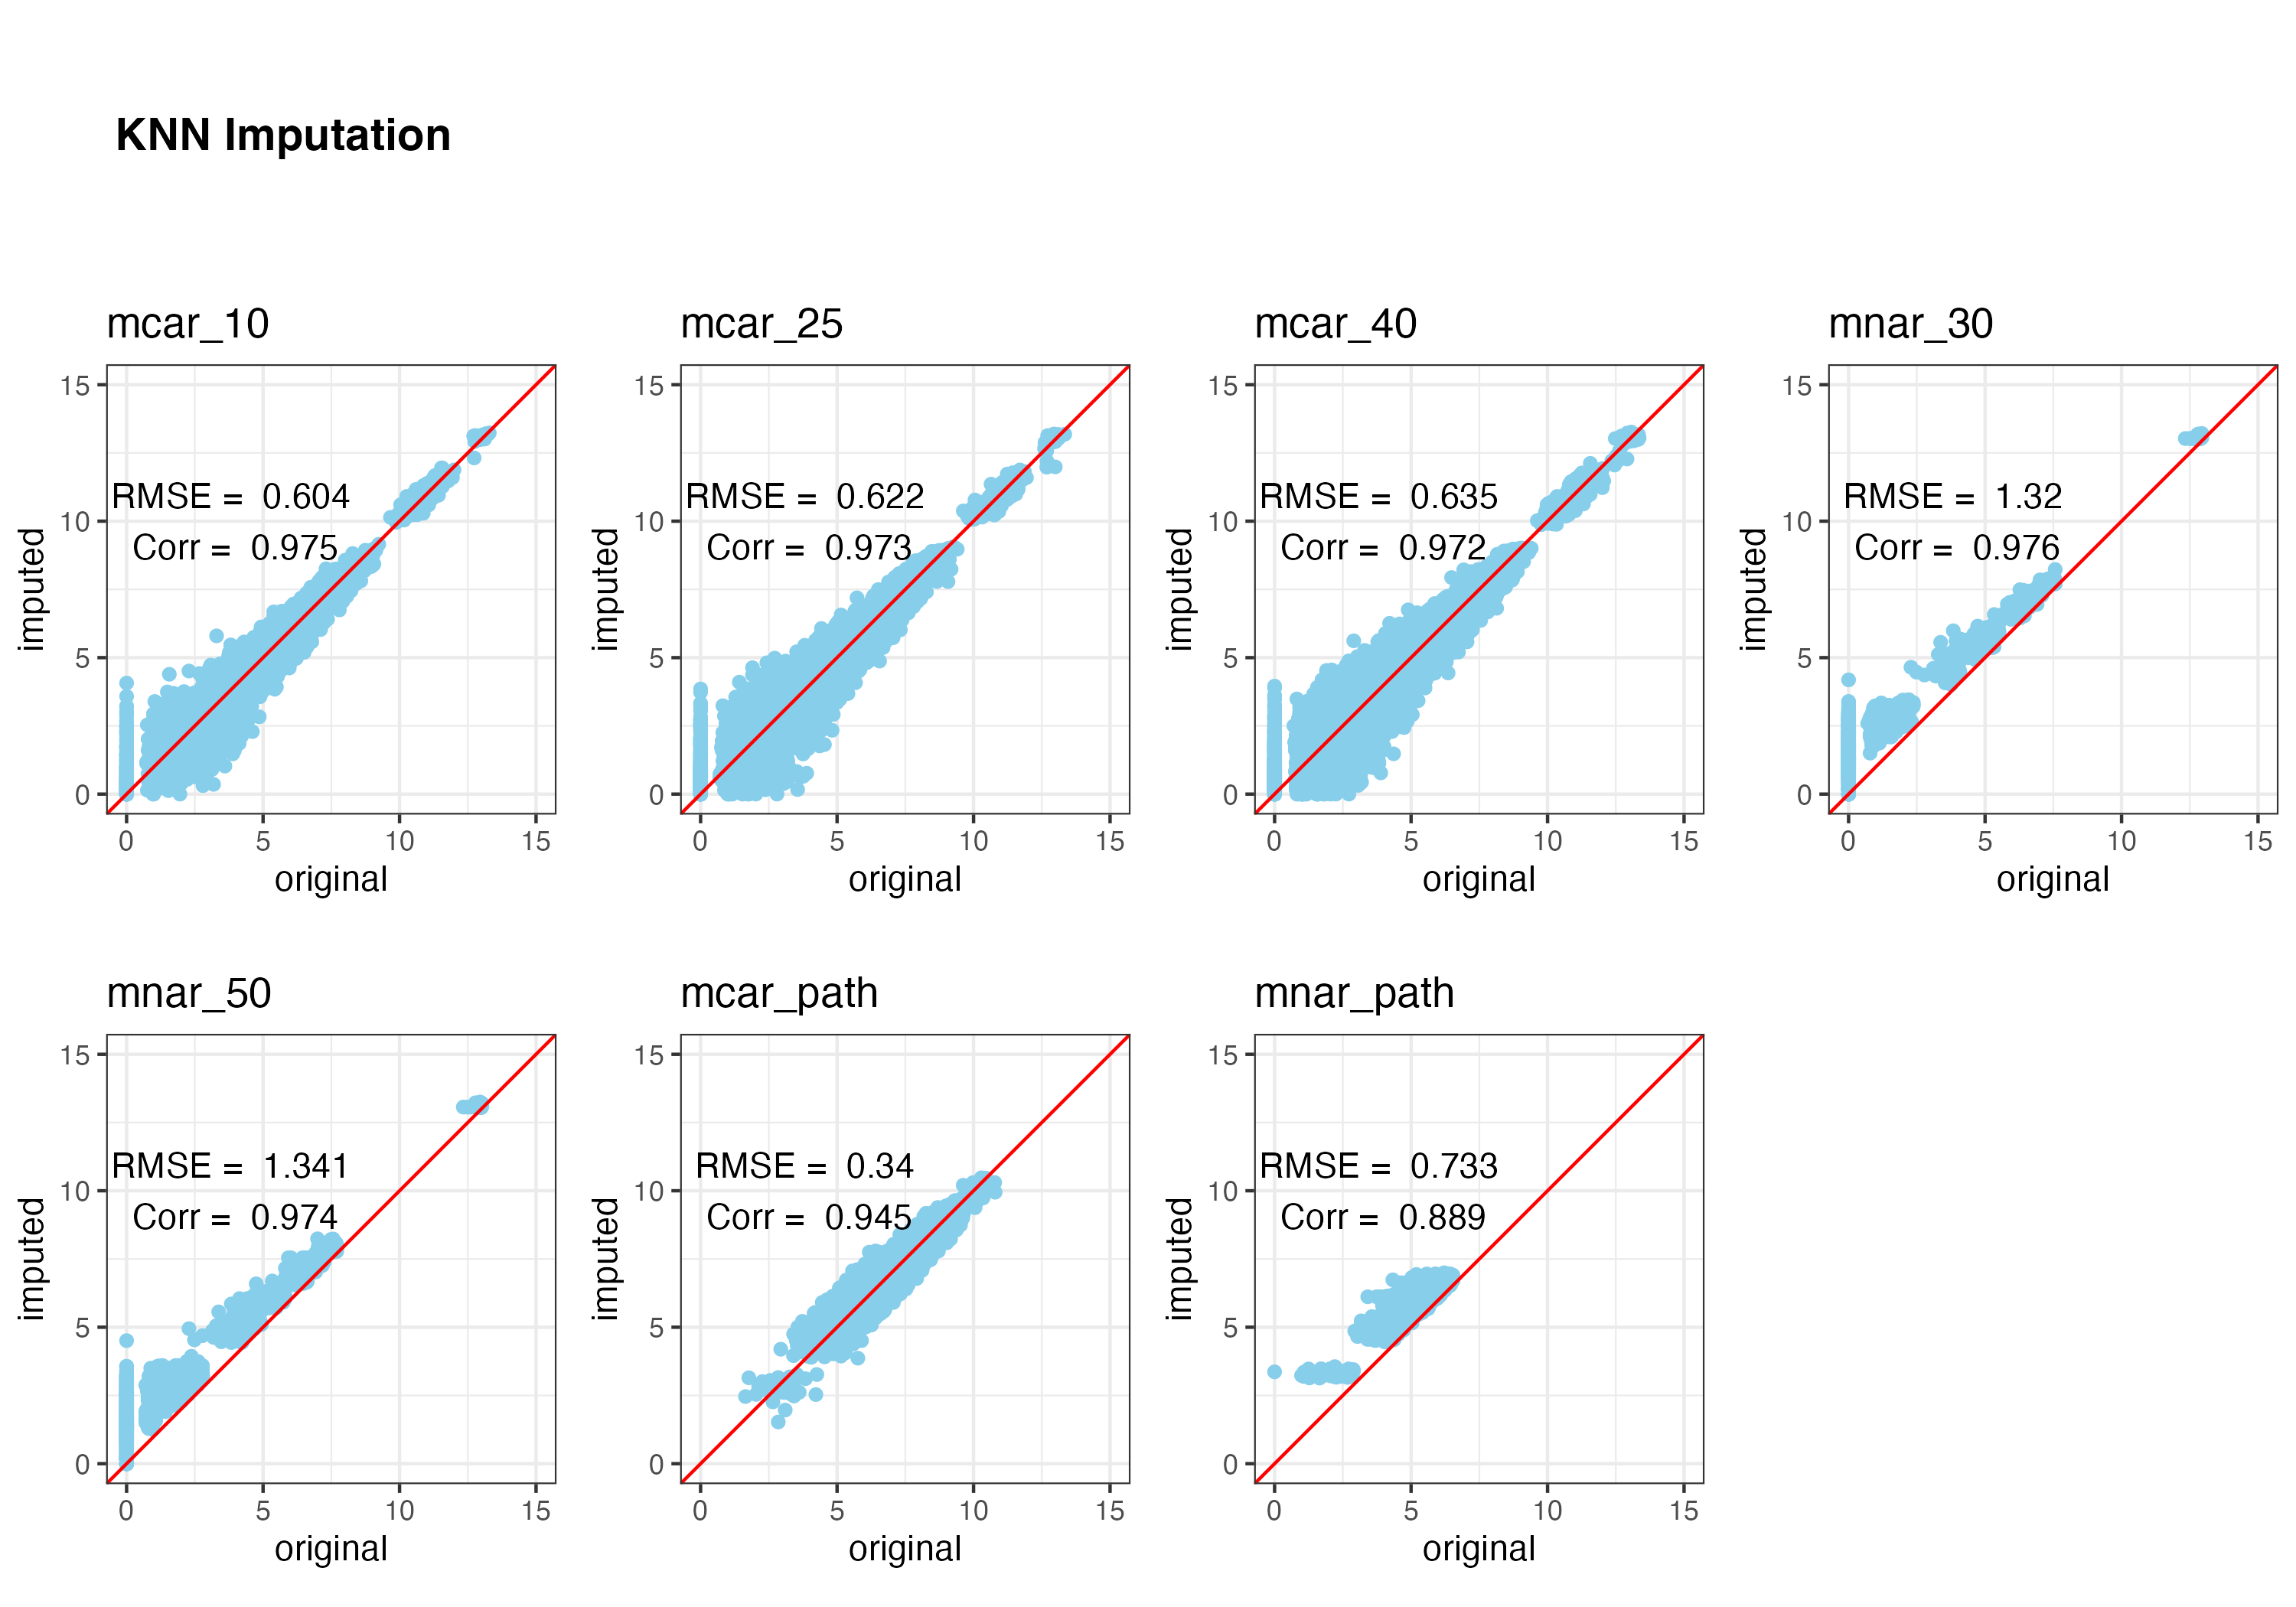 KNN Imputation
mcar_10
15
10
5
0
RMSE = 0.604
Corr = 0.975
imputed
0 5 10 15
original
mcar_25
15
10
5
0
RMSE = 0.622
Corr = 0.973
imputed
0 5 10 15
original
mcar_40
15
10
5
0
RMSE = 0.635
Corr = 0.972
imputed
0 5 10 15
original
mnar_30
15
10
5
0
RMSE = 1.32
Corr = 0.976
imputed
0 5 10 15
original
mnar_50
15
10
5
0
RMSE = 1.341
Corr = 0.974
imputed
0 5 10 15
original
mcar_path
15
10
5
0
RMSE = 0.34
Corr = 0.945
imputed
0 5 10 15
original
mnar_path
15
10
5
0
RMSE = 0.733
Corr = 0.889
imputed
0 5 10 15
original